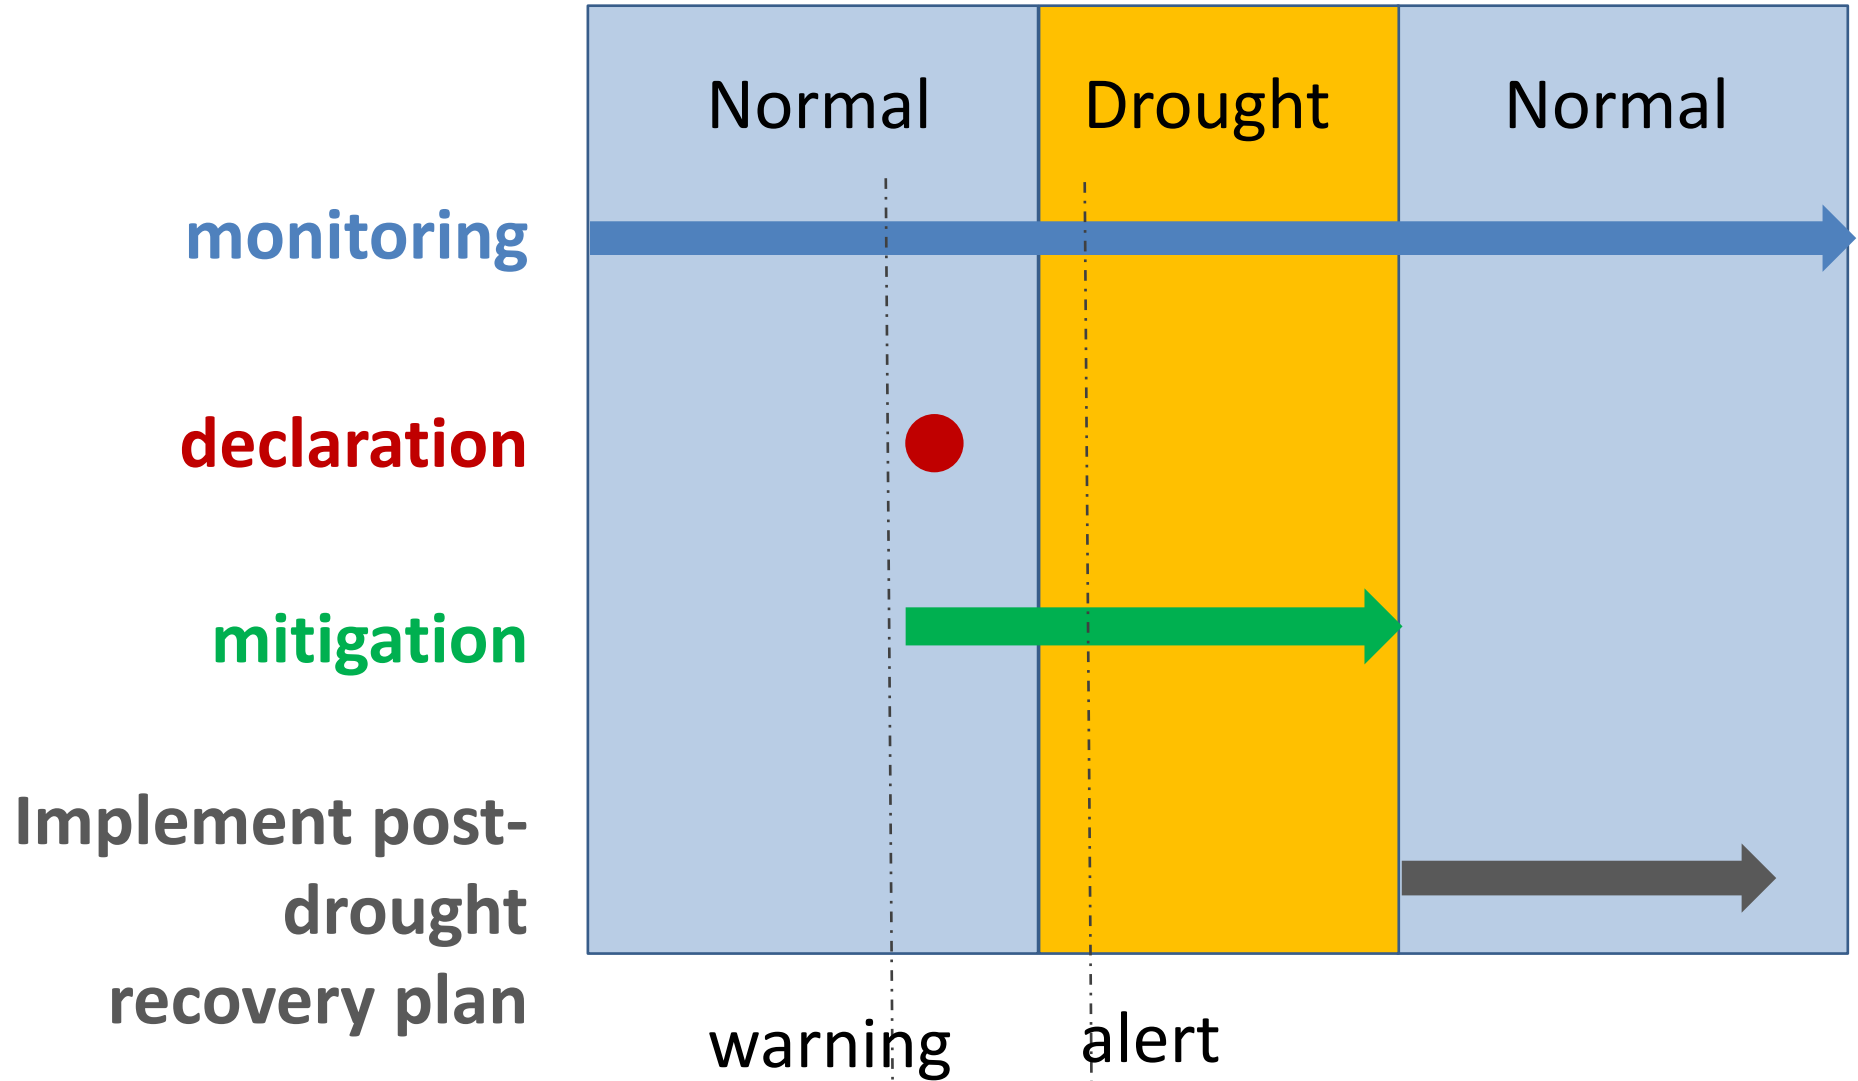 Normal Drought Normal
monitoring
declaration
mitigation
Implement post-
drought
recovery plan
warning alert